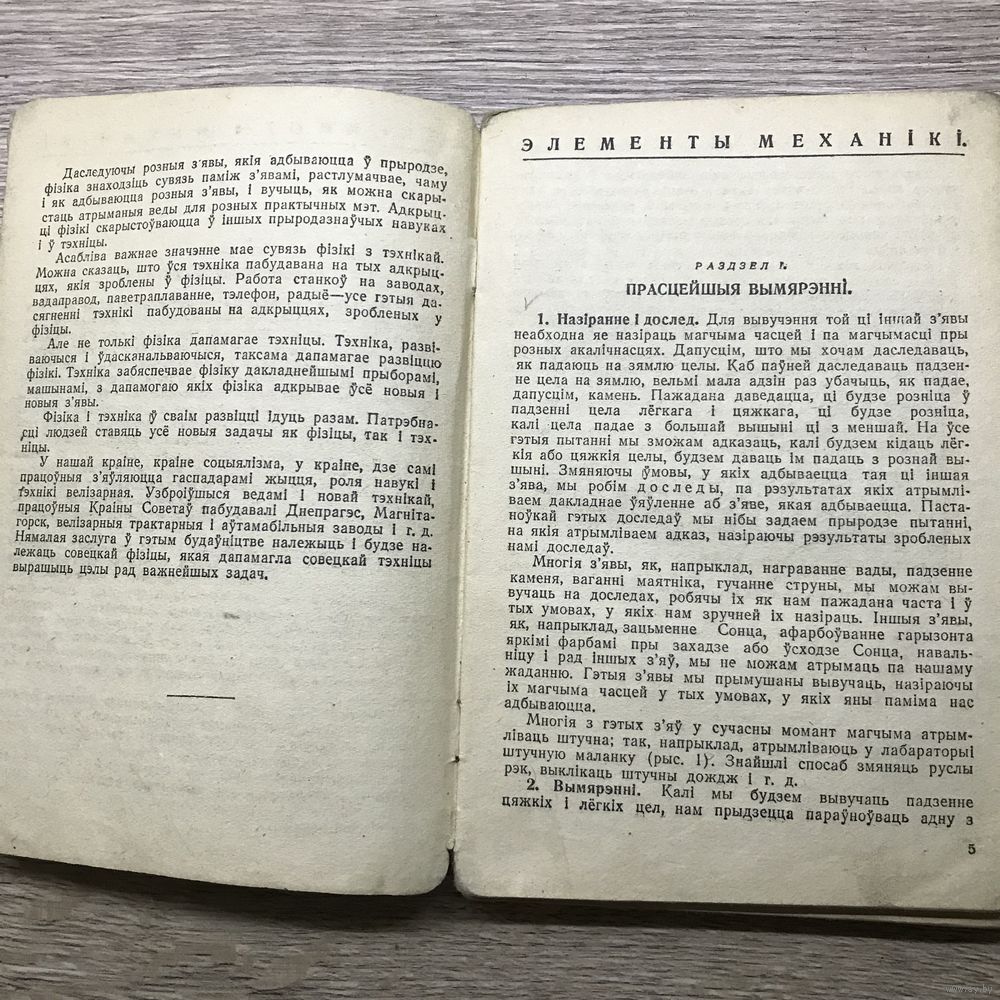 Даследуючы розныя з'явы, якія адбываюцца ў прыродзе,
фізіка знаходзіць сувязь паміж з'явамі, растлумачвае, чаму
і як адбываюцца розныя з'явы, і вучыць, як можна скары-
стаць атрыманыя веды для розных практычных мэт. Адкрыц-
ці фізікі скарыстоўваюцца ў іншых прыродазнаўчых навуках
і ў тэхніцы.
Асабліва важнае значэнне мае сувязь фізікі з тэхнікай.
Можна сказаць, што ўся тэхніка пабудавана на тых адкрыц-
цях, якія зроблены ў фізіцы. Работа станкоў на заводах,
вадаправод, паветраплаванне, тэлефон, радыё—усе гэтыя да-
сягненні тэхнікі пабудованы на адкрыццях, зробленых у
фізіцы.
Але не толькі фізіка дапамагае тэхніцы. Тэхніка, разві-
ваючыся і ўдасканальваючыся, таксама дапамагае развіццю
фізікі. Тэхніка забяспечвае фізіку дакладнейшымі прыборамі,
машынамі, з дапамогаю якіх фізіка адкрывае ўсё новыя і
новыя з'явы.
Фізіка і тэхніка ў сваім развіцці ідуць разам. Патрэбна-
сці людзей ставяць усё новыя задачы як фізіцы, так і тэх-
ніцы.
У нашай краіне, краіне соцыялізма, у краіне, дзе самі
працоўныя з'яўляюцца гаспадарамі жыцця, роля навукі і
тэхнікі велізарная. Узброіўшыся ведамі і новай тэхнікай,
працоўныя Краіны Советаў пабудавалі Днепрагэс, Магніта-
горск, велізарныя трактарныя і аўтамабільныя заводы і г. д.
Нямалая заслуга ў гэтым будаўніцтве належыць і будзе на-
лежаць совецкай фізіцы, якая дапамагла совецкай тэхніцы
вырашыць цэлы рад важнейшых задач.
ЭЛЕМЕНТЫ МЕХАНІКІ.
РАЗДЗЕЛ І.
ПРАСЦЕЙШЫЯ ВЫМЯРЭННІ.
1. Назіранне і дослед. Для вывучэння той ці іншай з'явы
неабходна яе назіраць магчыма часцей і па магчымасці пры
розных акалічнасцях. Дапусцім, што мы хочам даследаваць,
як падаюць на зямлю целы. Каб паўней даследаваць падзен-
не цела на зямлю, вельмі мала адзін раз убачыць, як падае,
дапусцім, камень. Пажадана даведацца, ці будзе розніца ў
падзенні цела лёгкага і цяжкага, ці будзе розніца,
калі цела падае з большай вышыні ці з меншай. На ўсе
гэтыя пытанні мы зможам адказаць, калі будзем кідаць лёг-
кія або цяжкія целы, будзем даваць ім падаць з рознай вы-
шыні. Змяняючы ўмовы, у якіх адбываецца тая ці іншая
з'ява, мы робім доследы, па рэзультатах якіх атрымлі-
ваем дакладнае ўяўленне аб з'яве, якая адбываецца. Паста-
ноўкай гэтых доследаў мы нібы задаем прыродзе пытанні,
на якія атрымліваем адказ, назіраючы рэзультаты зробленых
намі доследаў.
Многія з'явы, як, напрыклад, награванне вады, падзенне
каменя, ваганні маятніка, гучанне струны, мы можам вы-
вучаць на доследах, робячы іх як нам пажадана часта і ў
тых умовах, у якіх нам зручней іх назіраць. Іншыя з'явы,
як, напрыклад, зацьменне Сонца, афарбоўванне гарызонта
яркімі фарбамі пры захадзе або ўсходзе Сонца, наваль-
ніцу і рад іншых з'яў, мы не можам атрымаць па нашаму
жаданню. Гэтыя з'явы мы прымушаны вывучаць, назіраючы
іх магчыма часцей у тых умовах, у якіх яны паміма нас
адбываюцца.
Многія з гэтых з'яў у сучасны момант магчыма атрым-
ліваць штучна; так, напрыклад, атрымліваюць у лабараторыі
штучную маланку (рыс. 1). Знайшлі спосаб змяняць руслы
рэк, выклікаць штучны дождж і г. д.
2. Вымярэнні. Калі мы будзем вывучаць падзенне
цяжкіх і лёгкіх цел, нам прыдзецца параўноўваць адну з
5
www.ay.by